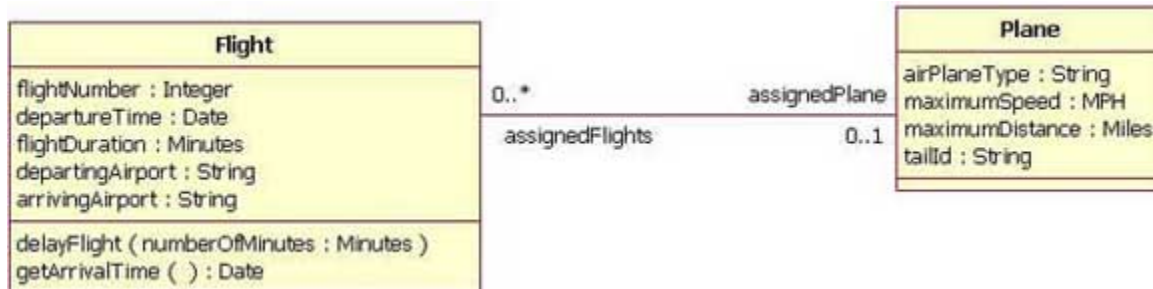 Flight
flightNumber : Integer
departureTime : Date
flightDuration : Minutes
departingAirport : String
arrivingAirport : String
delayFlight ( numberOfMinutes : Minutes )
getArrivalTime ( ) : Date
0..*
assignedPlane
assignedFlights
0..1
Plane
airPlaneType : String
maximumSpeed : MPH
maximumDistance : Miles
tailId : String